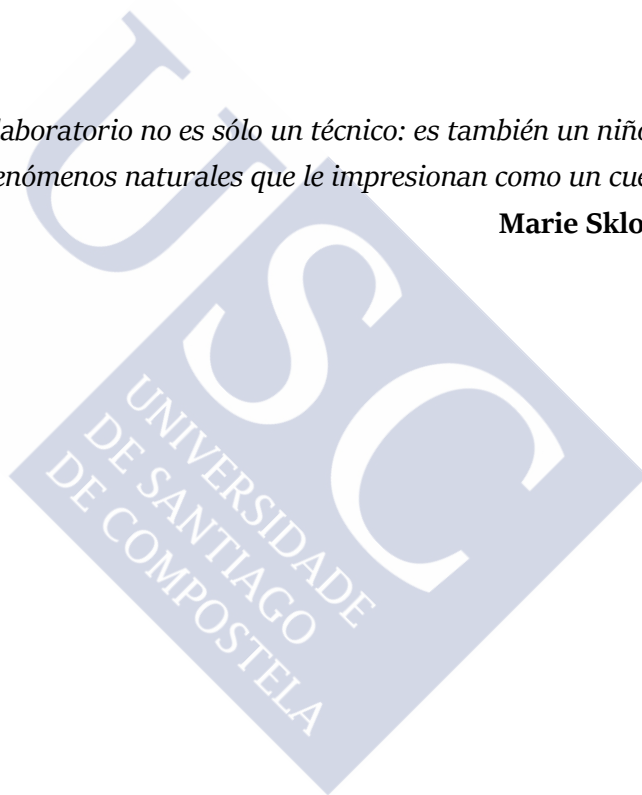 laboratorio no es sólo un técnico: es también un niño
enómenos naturales que le impresionan como un cue
Marie Sklo
USC
UNIVERSIDADE
DE SANTIAGO
DE COMPOSTELA